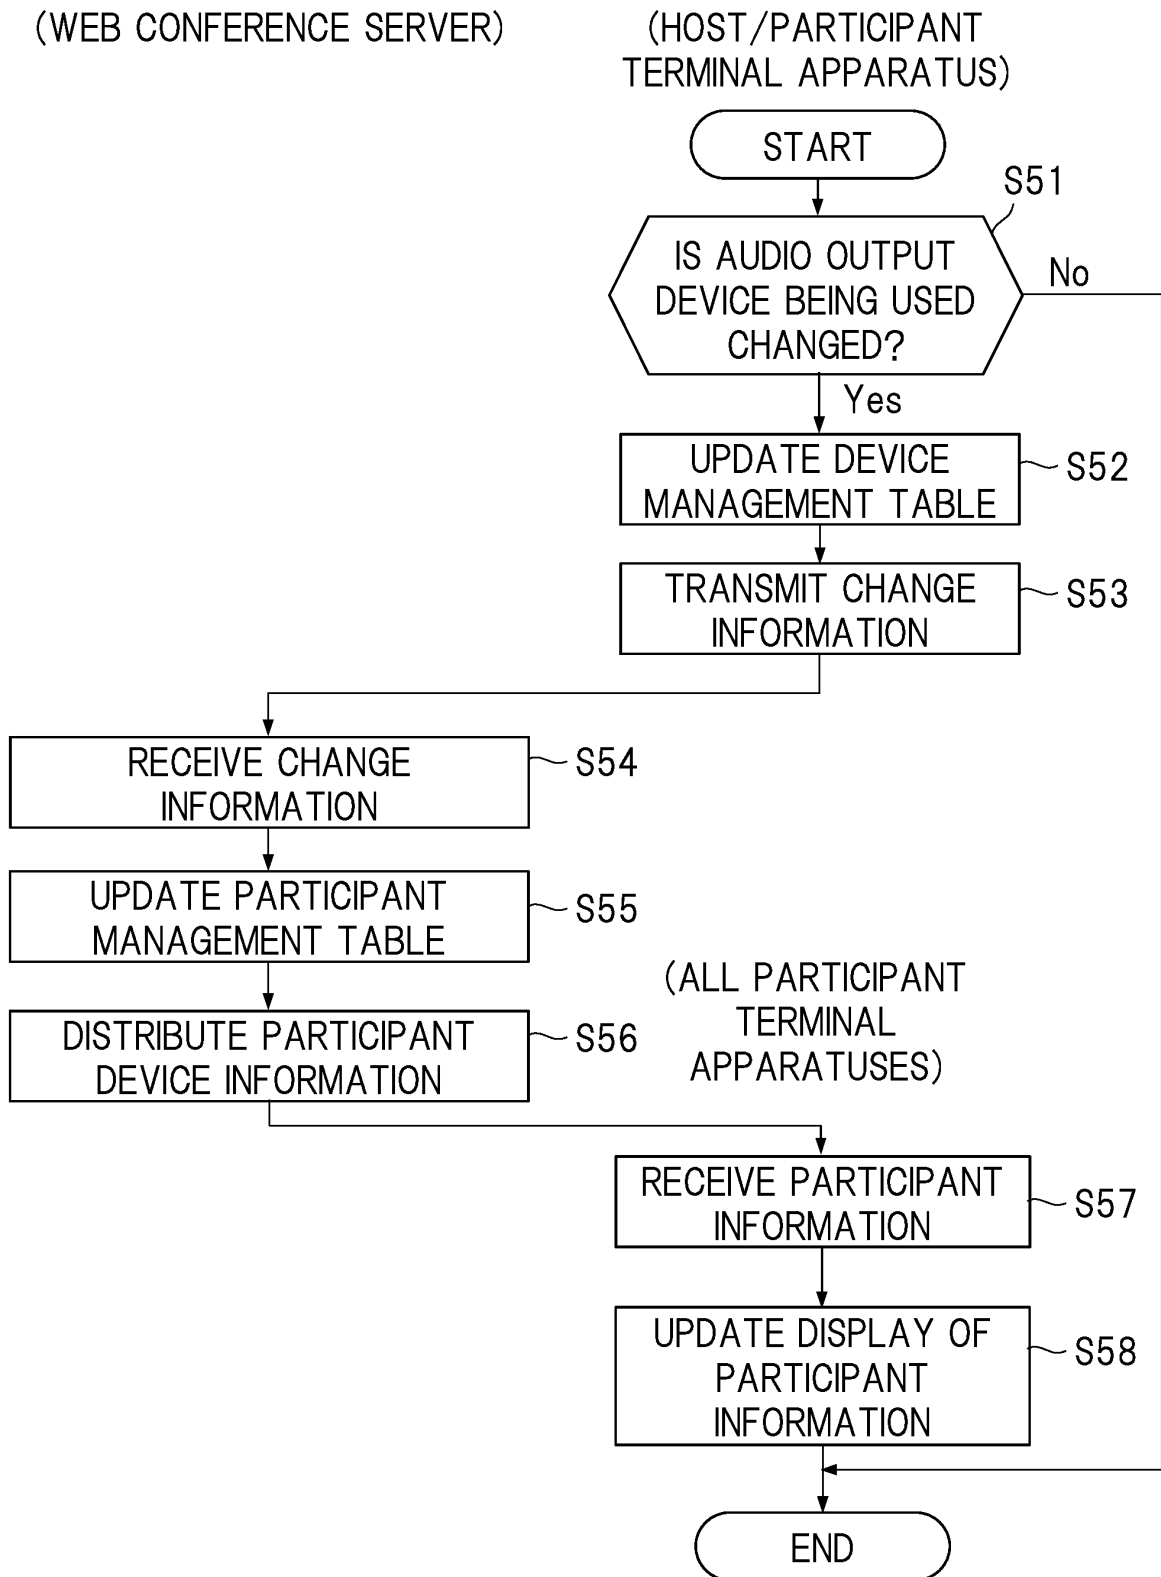 (WEB CONFERENCE SERVER)
(HOST/PARTICIPANT
TERMINAL APPARATUS)
START
S51
IS AUDIO OUTPUT
DEVICE BEING USED
CHANGED?
No
Yes
UPDATE DEVICE
MANAGEMENT TABLE
S52
TRANSMIT CHANGE
INFORMATION
S53
RECEIVE CHANGE
INFORMATION
S54
UPDATE PARTICIPANT
MANAGEMENT TABLE
S55
DISTRIBUTE PARTICIPANT
DEVICE INFORMATION
S56
(ALL PARTICIPANT
TERMINAL
APPARATUSES)
RECEIVE PARTICIPANT
INFORMATION
S57
UPDATE DISPLAY OF
PARTICIPANT
INFORMATION
S58
END